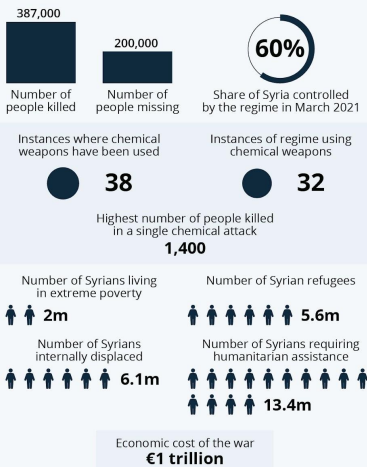 387,000
200,000
60%
Number of
people killed
Number of
people missing
Share of Syria controlled
by the regime in March 2021
Instances where chemical
weapons have been used
38
Instances of regime using
chemical weapons
32
Highest number of people killed
in a single chemical attack
1,400
Number of Syrians living
in extreme poverty
2m
Number of Syrian refugees
5.6m
Number of Syrians
internally displaced
6.1m
Number of Syrians requiring
humanitarian assistance
13.4m
Economic cost of the war
€1 trillion